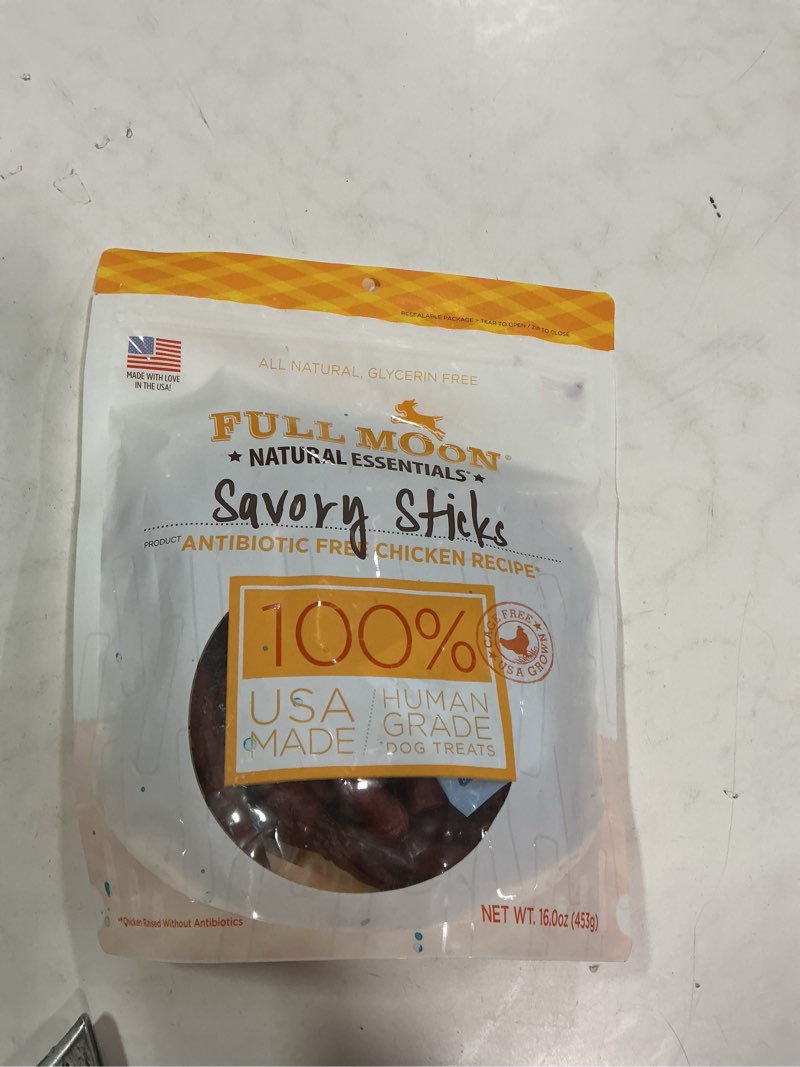 RESEALABLE PACKAGE > TEAR TO OPEN / ZIP TO CLOSE
MADE WITH LOVE
IN THE USA!
ALL NATURAL, GLYCERIN FREE
FULL MOON®
★ NATURAL ESSENTIALS™ ★
Savory Sticks
PRODUCT ANTIBIOTIC FREE CHICKEN RECIPE*
100%
USA
MADE
HUMAN
GRADE
*DOG TREATS
CAGE FREE ★ USA GROWN ★
*Chicken Raised Without Antibiotics
NET WT. 16.0oz (453g)